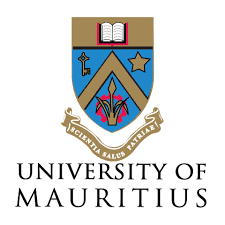 SCIENTIA SALUS PATRIAE
UNIVERSITY OF
MAURITIUS